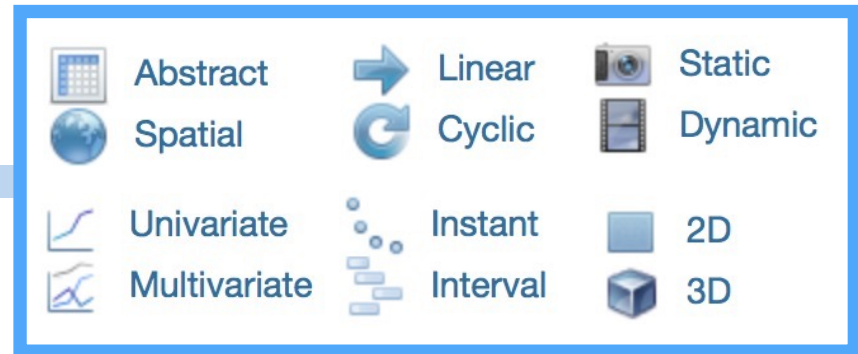 Abstract Linear Static
Spatial Cyclic Dynamic
Univariate Instant 2D
Multivariate Interval 3D